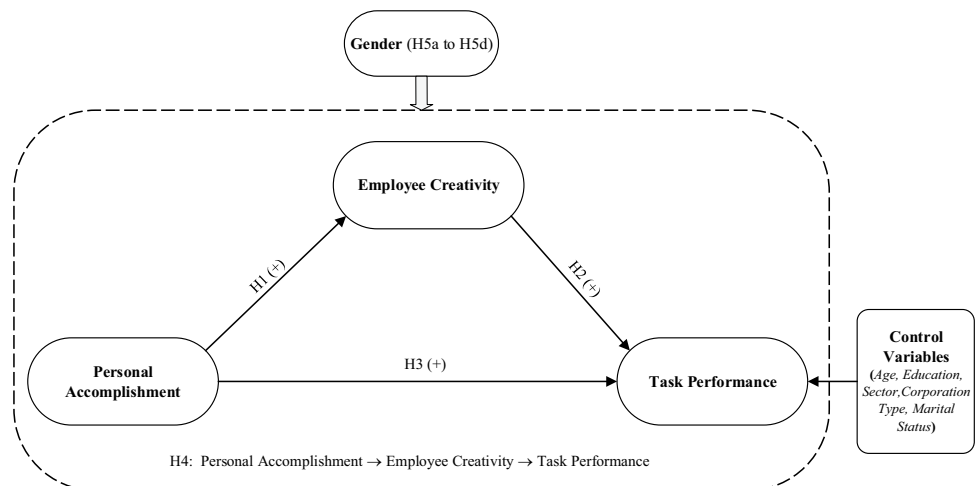 Gender (H5a to H5d)
Employee Creativity
H1 (+)
H2 (+)
Personal
Accomplishment
H3 (+)
Task Performance
Control
Variables
(Age, Education,
Sector,Corporation
Type, Marital
Status)
H4: Personal Accomplishment → Employee Creativity → Task Performance